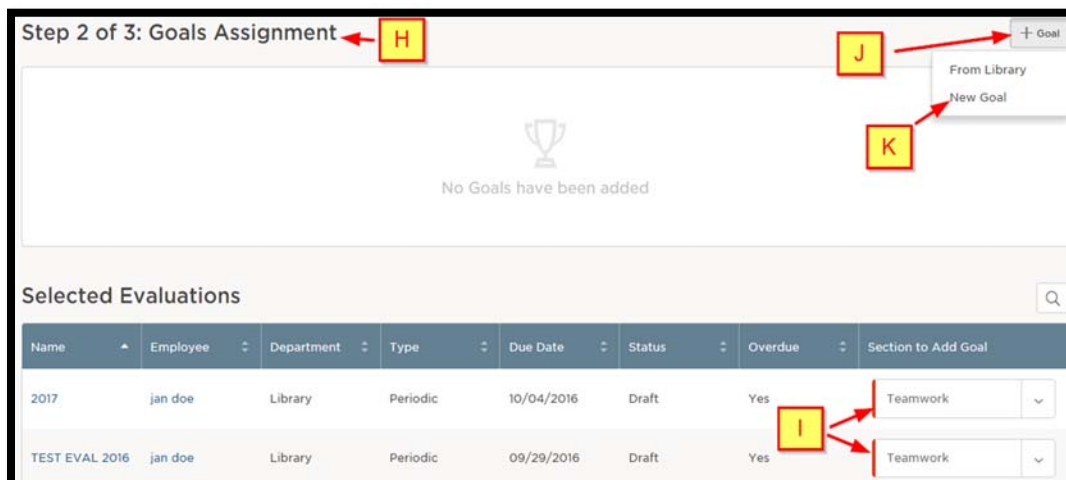 Step 2 of 3: Goals Assignment
H
J
+ Goal
From Library
New Goal
K
No Goals have been added
Selected Evaluations
Name Employee Department Type Due Date Status Overdue Section to Add Goal
2017 jan doe Library Periodic 10/04/2016 Draft Yes Teamwork
I
TEST EVAL 2016 jan doe Library Periodic 09/29/2016 Draft Yes Teamwork